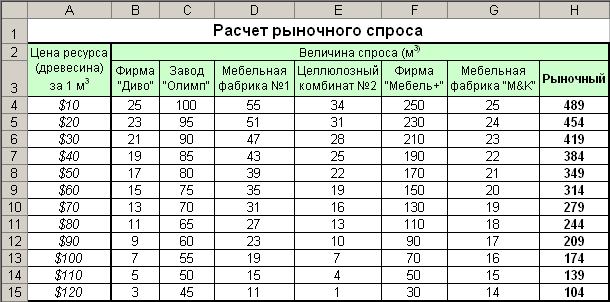 A B C D E F G H
1 Расчет рыночного спроса
2 Цена ресурса (древесина) за 1 м³ Величина спроса (м³⁾
3 Фирма "Диво" Завод "Олимп" Мебельная фабрика №1 Целлюлозный комбинат №2 Фирма "Мебель+" Мебельная фабрика "М&К" Рыночный
4 $10 25 100 55 34 250 25 489
5 $20 23 95 51 31 230 24 454
6 $30 21 90 47 28 210 23 419
7 $40 19 85 43 25 190 22 384
8 $50 17 80 39 22 170 21 349
9 $60 15 75 35 19 150 20 314
10 $70 13 70 31 16 130 19 279
11 $80 11 65 27 13 110 18 244
12 $90 9 60 23 10 90 17 209
13 $100 7 55 19 7 70 16 174
14 $110 5 50 15 4 50 15 139
15 $120 3 45 11 1 30 14 104